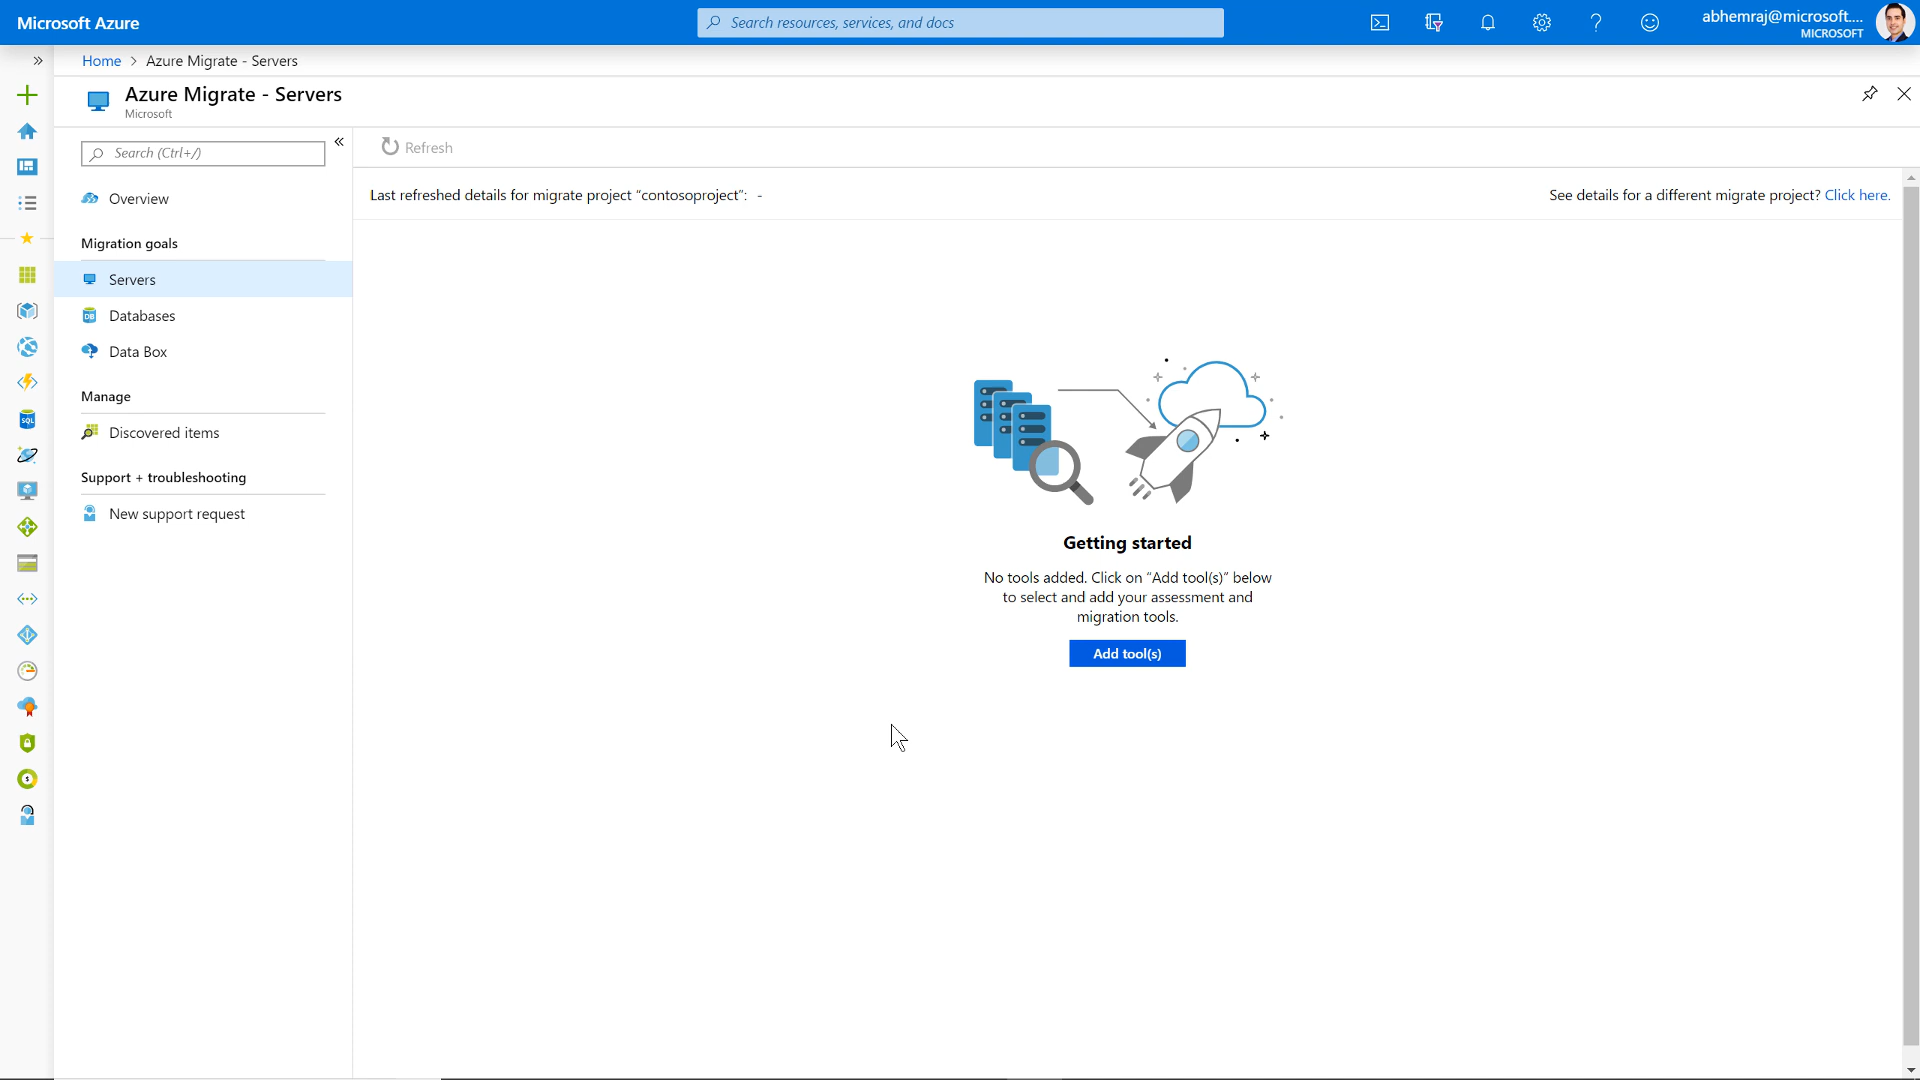 Microsoft Azure
Search resources, services, and docs
abhemraj@microsoft....
MICROSOFT
Home > Azure Migrate - Servers
Azure Migrate - Servers
Microsoft
Search (Ctrl+/)
Refresh
Overview
Migration goals
Servers
Databases
Data Box
Manage
Discovered items
Support + troubleshooting
New support request
Last refreshed details for migrate project “contosoproject”: -
See details for a different migrate project? Click here.
Getting started
No tools added. Click on “Add tool(s)” below
to select and add your assessment and
migration tools.
Add tool(s)